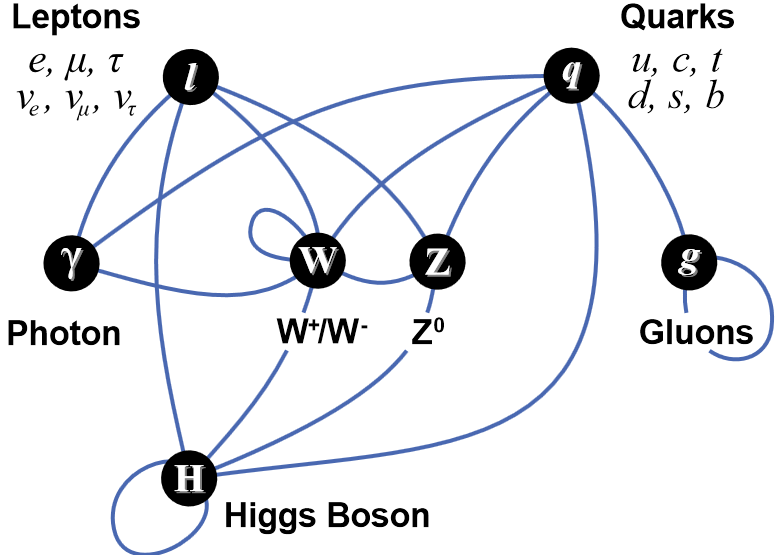 Leptons
e, μ, τ
νe, νμ, ντ
l
Quarks
u, c, t
d, s, b
q
γ
Photon
W
W+/W-
Z
Z0
g
Gluons
H
Higgs Boson